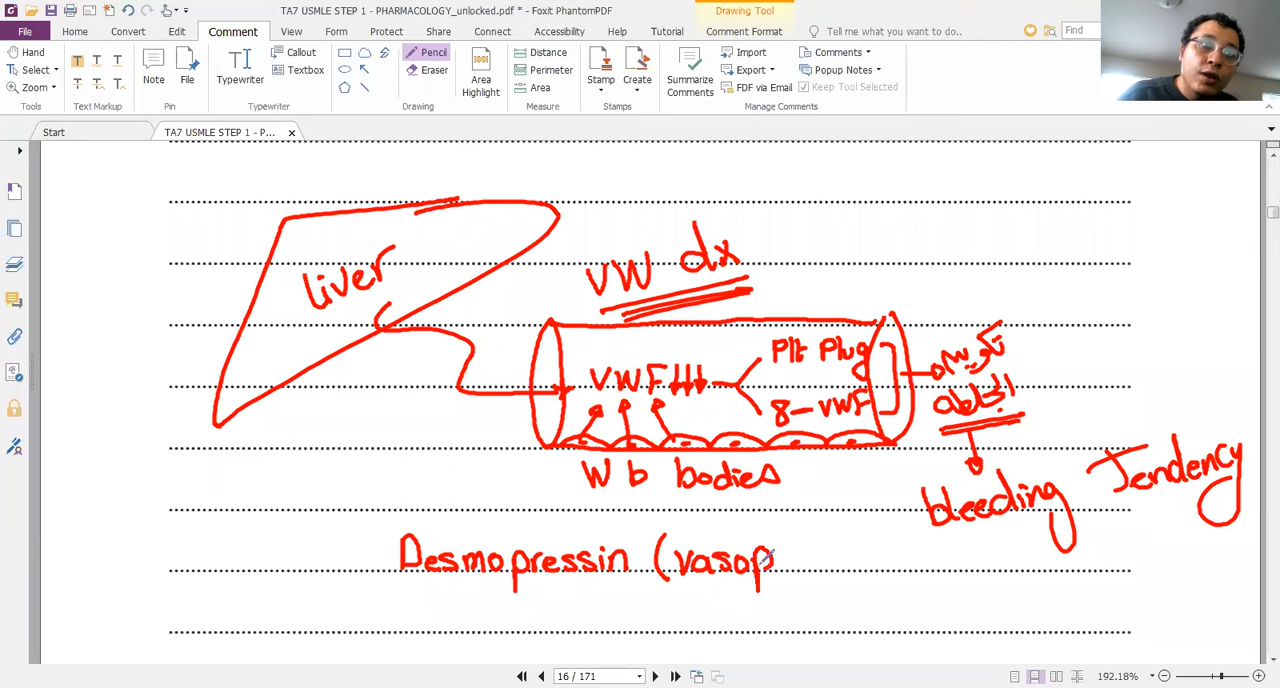 TA7 USMLE STEP 1 - PHARMACOLOGY_unlocked.pdf * - Foxit PhantomPDF
Drawing Tool
File Home Convert Edit Comment View Form Protect Share Connect Accessibility Help Tutorial Comment Format Tell me what you want to do.. Find
Hand
Select
Zoom
Tools
T T T
T T T
Text Markup
Note
File
Pin
Typewriter
Callout
Textbox
Typewriter
Pencil
Eraser
Drawing
Area Highlight
Distance
Perimeter
Area
Measure
Stamp
Create
Stamps
Summarize Comments
Import
Export
FDF via Email
Comments
Popup Notes
Keep Tool Selected
Manage Comments
Start
TA7 USMLE STEP 1 - P...
liver
VW dx
VWF
Plt Plug
8-VWF
تكوين
الجلطة
W b bodies
bleeding Tendency
Desmopressin (vasop
16 / 171
192.18%